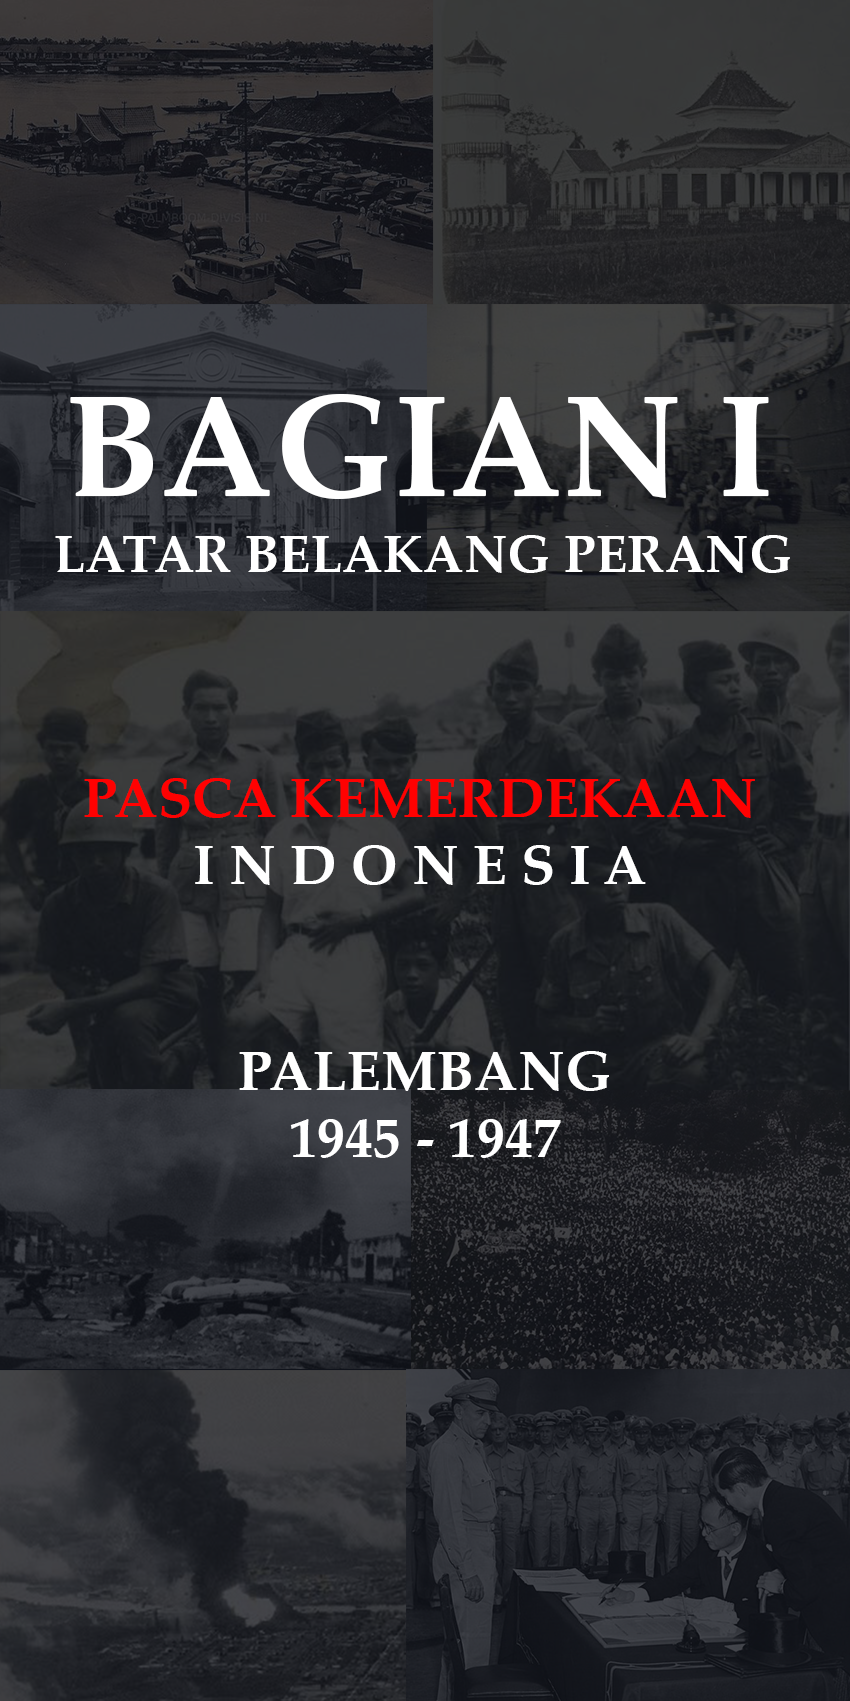 BAGIAN I
LATAR BELAKANG PERANG
PASCA KEMERDEKAAN
INDONESIA
PALEMBANG
1945 - 1947